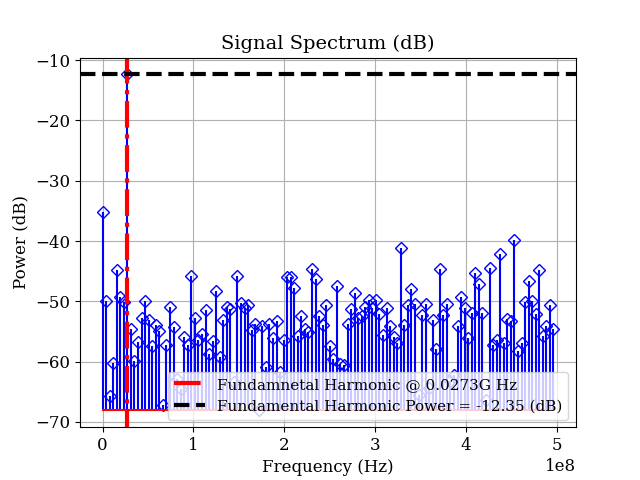 Signal Spectrum (dB)
−10
−20
−30
−40
−50
−60
−70
Power (dB)
Fundamnetal Harmonic @ 0.0273G Hz
Fundamental Harmonic Power = -12.35 (dB)
0
1
2
3
4
5
1e8
Frequency (Hz)